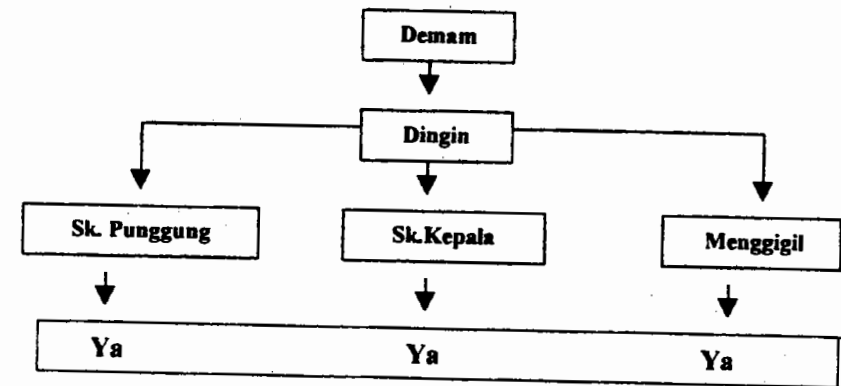 Demam
Dingin
Sk. Punggung
Sk.Kepala
Menggigil
Ya Ya Ya